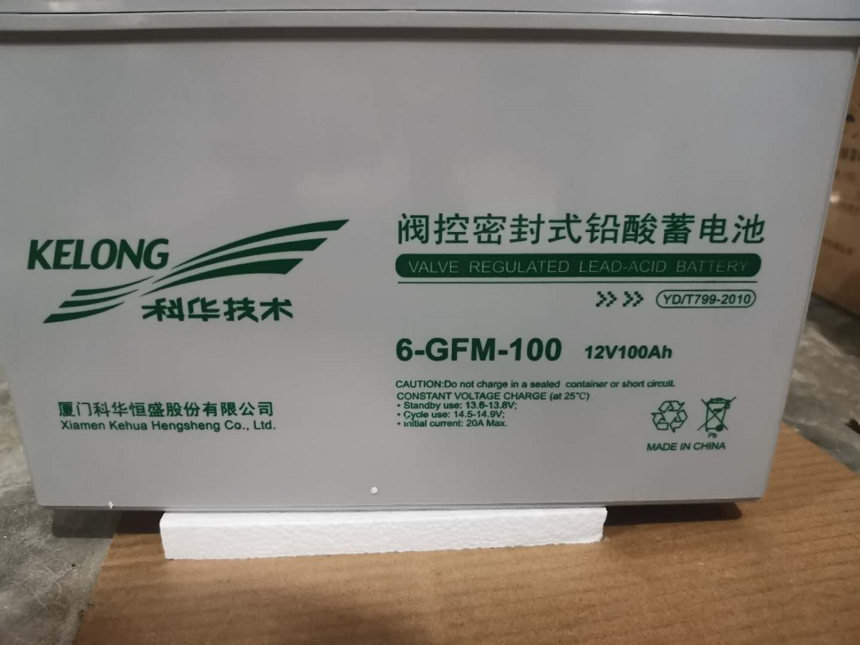 KELONG
科华技术
厦门科华恒盛股份有限公司
Xiamen Kehua Hengsheng Co., Ltd.
阀控密封式铅酸蓄电池
VALVE REGULATED LEAD-ACID BATTERY
YD/T799-2010
6-GFM-100 12V100Ah
CAUTION:Do not charge in a sealed container or short circuit.
CONSTANT VOLTAGE CHARGE (at 25℃)
• Standby use: 13.6-13.8V;
• Cycle use: 14.5-14.9V;
• Initial current: 20A Max.
Pb
MADE IN CHINA